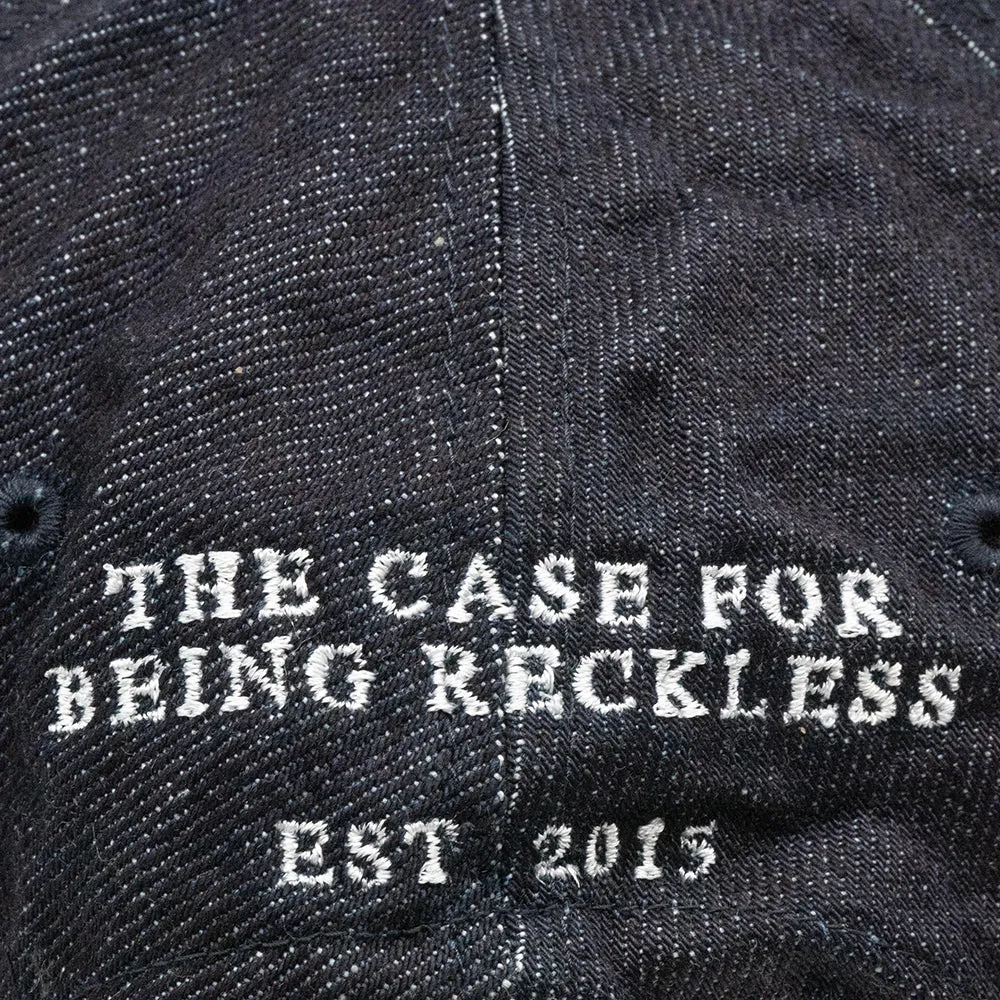 THE CASE FOR
BEING RECKLESS
EST 2015